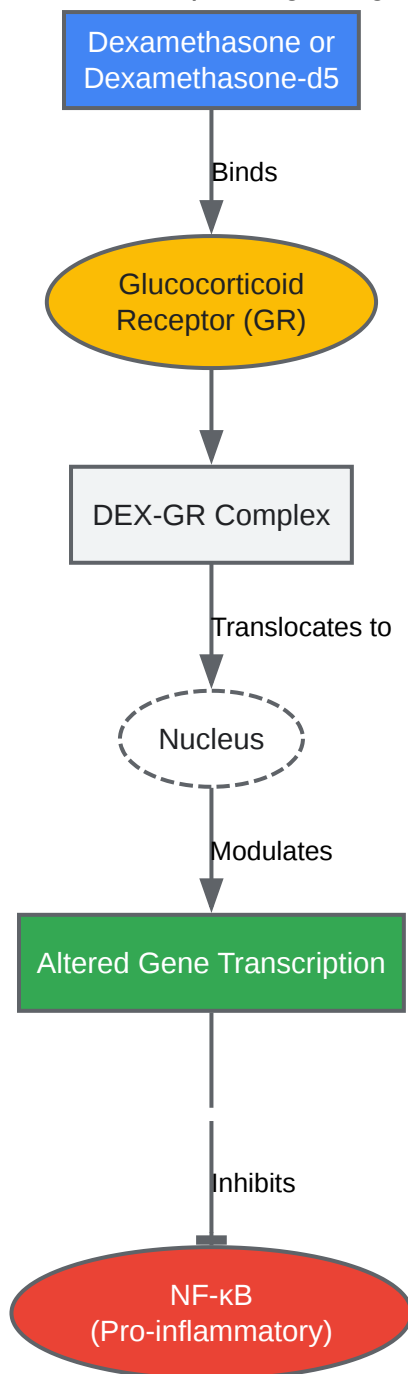 Dexamethasone or
Dexamethasone-d5
Binds
Glucocorticoid
Receptor (GR)
DEX-GR Complex
Translocates to
Nucleus
Modulates
Altered Gene Transcription
Inhibits
NF-κB
(Pro-inflammatory)